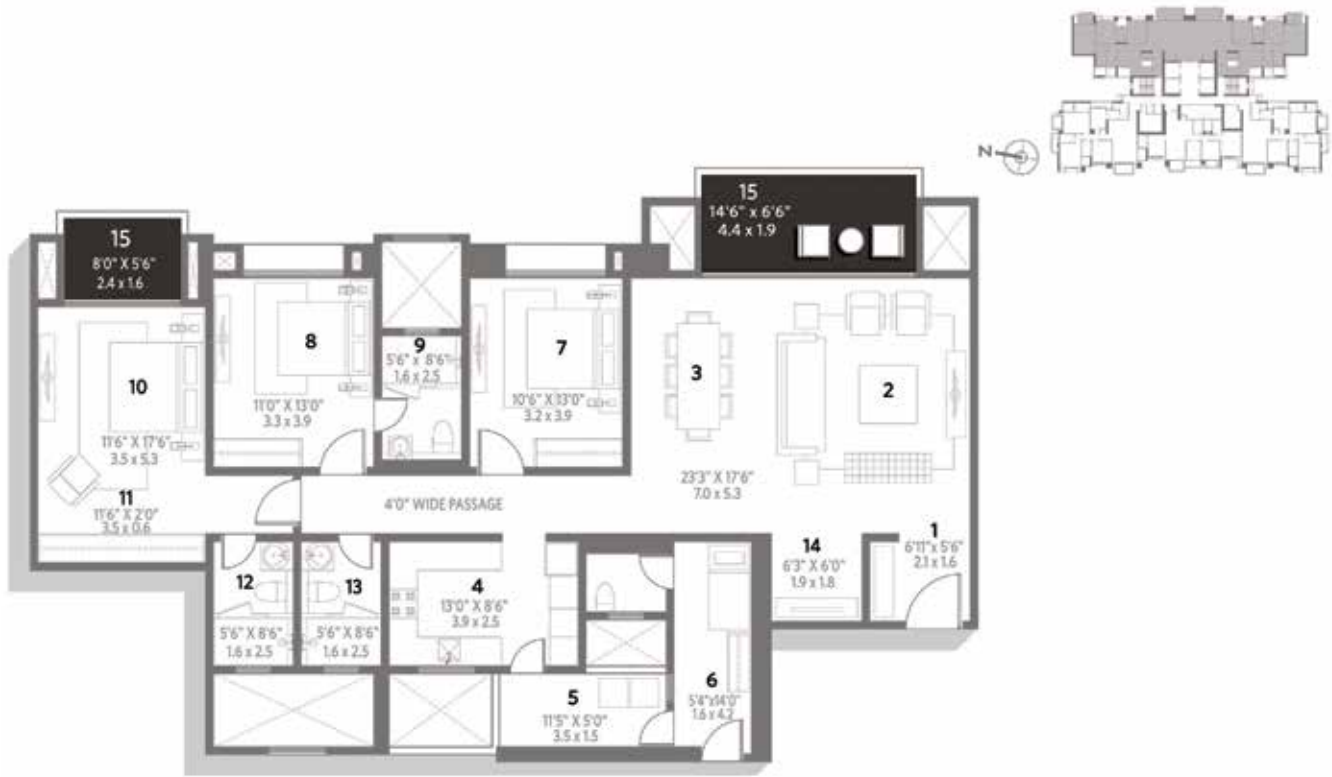 N
15
14'6" x 6'6"
4.4 x 1.9
15
8'0" X 5'6"
2.4 x 1.6
8
11'0" X 13'0"
3.3 x 3.9
9
5'6" x 8'6"
1.6 x 2.5
7
10'6" X 13'0"
3.2 x 3.9
3
2
10
11'6" X 17'6"
3.5 x 5.3
11
11'6" X 2'0"
3.5 x 0.6
4'0" WIDE PASSAGE
23'3" X 17'6"
7.0 x 5.3
1
6'11" x 5'6"
2.1 x 1.6
14
6'3" X 6'0"
1.9 x 1.8
12
5'6" X 8'6"
1.6 x 2.5
13
5'6" X 8'6"
1.6 x 2.5
4
13'0" X 8'6"
3.9 x 2.5
5
11'5" X 5'0"
3.5 x 1.5
6
5'4"x14'0"
1.6 x 4.2